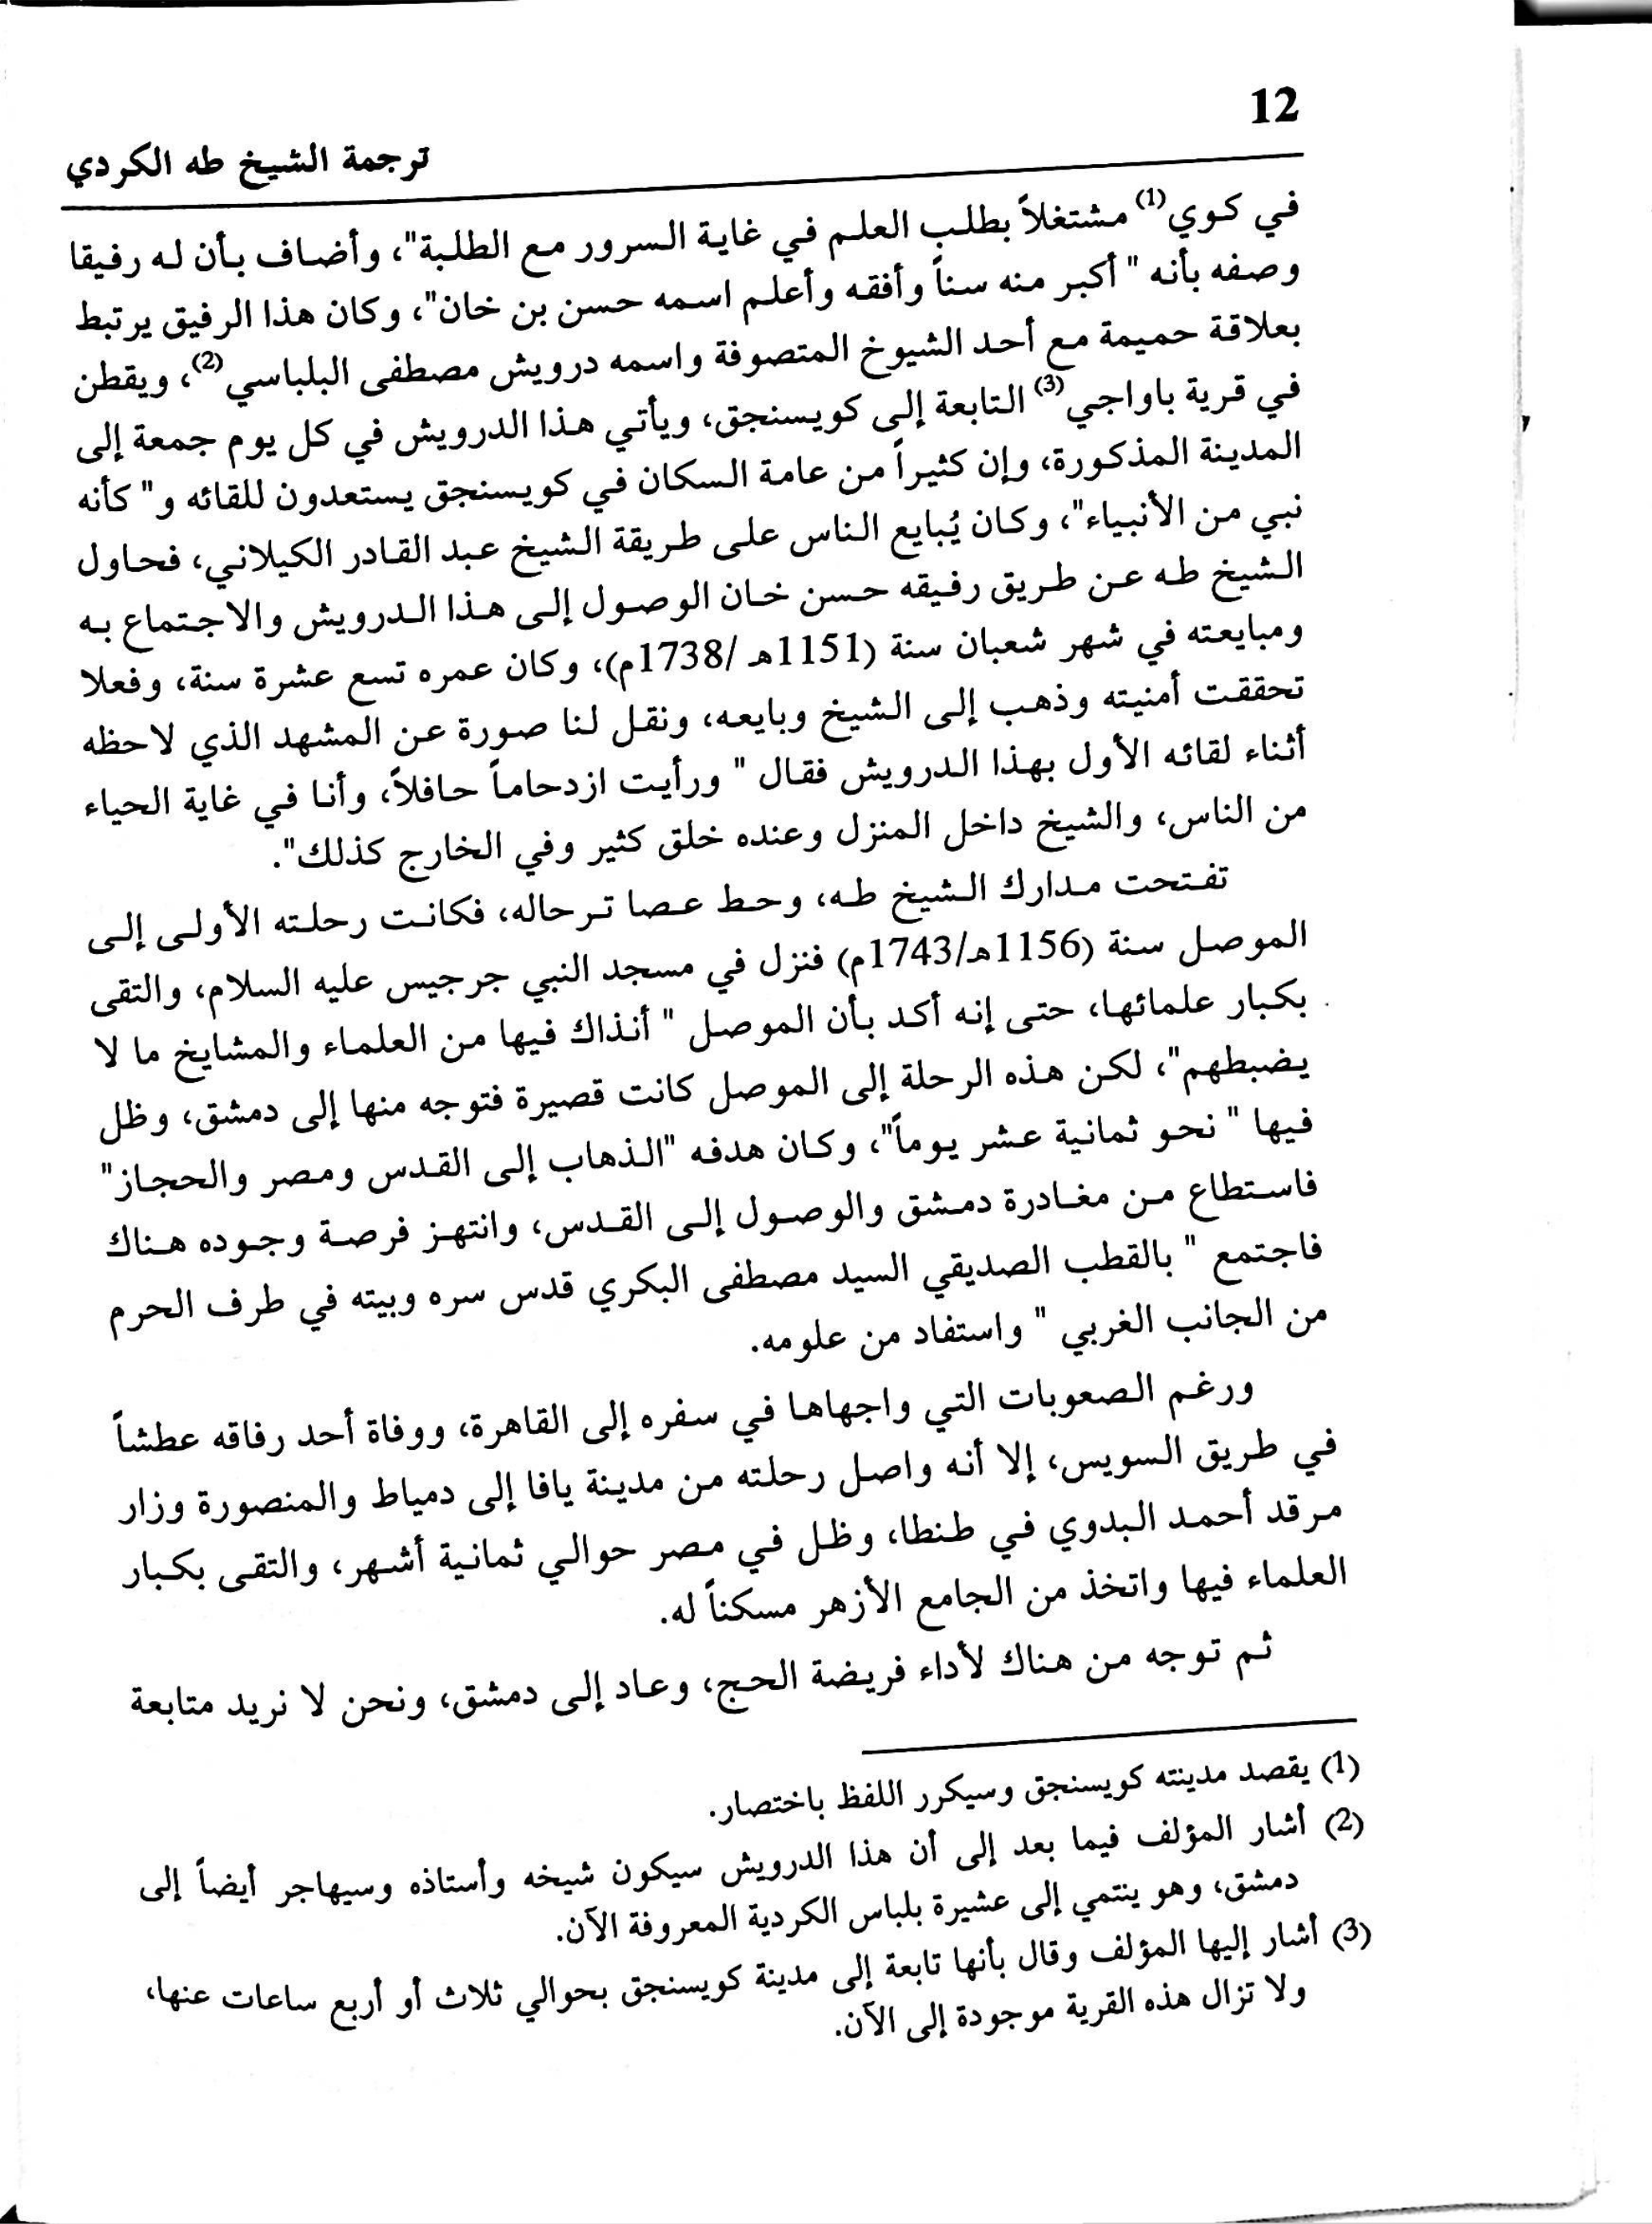 12
ترجمة الشيخ طه الكردي
في كوي(1) مشتغلاً بطلب العلم في غاية السرور مع الطلبة"، وأضاف بأن له رفيقا
وصفه بأنه " أكبر منه سناً وأفقه وأعلم اسمه حسن بن خان"، وكان هذا الرفيق يرتبط
بعلاقة حميمة مع أحد الشيوخ المتصوفة واسمه درويش مصطفى البلباسي(2)، ويقطن
في قرية باواجي(3) التابعة إلى كويسنجق، ويأتي هذا الدرويش في كل يوم جمعة إلى
المدينة المذكورة، وإن كثيراً من عامة السكان في كويسنجق يستعدون للقائه و" كأنه
نبي من الأنبياء"، وكان يُبايع الناس على طريقة الشيخ عبد القادر الكيلاني، فحاول
الشيخ طه عن طريق رفيقه حسن خان الوصول إلى هذا الدرويش والاجتماع به
ومبايعته في شهر شعبان سنة (1151هـ /1738م)، وكان عمره تسع عشرة سنة، وفعلا
تحققت أمنيته وذهب إلى الشيخ وبايعه، ونقل لنا صورة عن المشهد الذي لاحظه
أثناء لقائه الأول بهذا الدرويش فقال " ورأيت ازدحاماً حافلاً، وأنا في غاية الحياء
من الناس، والشيخ داخل المنزل وعنده خلق كثير وفي الخارج كذلك".
تفتحت مدارك الشيخ طه، وحط عصا ترحاله، فكانت رحلته الأولى إلى
الموصل سنة (1156هـ/1743م) فنزل في مسجد النبي جرجيس عليه السلام، والتقى
بكبار علمائها، حتى إنه أكد بأن الموصل " أنذاك فيها من العلماء والمشايخ ما لا
يضبطهم"، لكن هذه الرحلة إلى الموصل كانت قصيرة فتوجه منها إلى دمشق، وظل
فيها " نحو ثمانية عشر يوماً"، وكان هدفه "الذهاب إلى القدس ومصر والحجاز"
فاستطاع من مغادرة دمشق والوصول إلى القدس، وانتهز فرصة وجوده هناك
فاجتمع " بالقطب الصديقي السيد مصطفى البكري قدس سره وبيته في طرف الحرم
من الجانب الغربي " واستفاد من علومه.
ورغم الصعوبات التي واجهاها في سفره إلى القاهرة، ووفاة أحد رفاقه عطشاً
في طريق السويس، إلا أنه واصل رحلته من مدينة يافا إلى دمياط والمنصورة وزار
مرقد أحمد البدوي في طنطا، وظل في مصر حوالي ثمانية أشهر، والتقى بكبار
العلماء فيها واتخذ من الجامع الأزهر مسكناً له.
ثم توجه من هناك لأداء فريضة الحج، وعاد إلى دمشق، ونحن لا نريد متابعة
(1) يقصد مدينته كويسنجق وسيكرر اللفظ باختصار.
(2) أشار المؤلف فيما بعد إلى أن هذا الدرويش سيكون شيخه وأستاذه وسيهاجر أيضاً إلى
دمشق، وهو ينتمي إلى عشيرة بلباس الكردية المعروفة الآن.
(3) أشار إليها المؤلف وقال بأنها تابعة إلى مدينة كويسنجق بحوالي ثلاث أو أربع ساعات عنها،
ولا تزال هذه القرية موجودة إلى الآن.